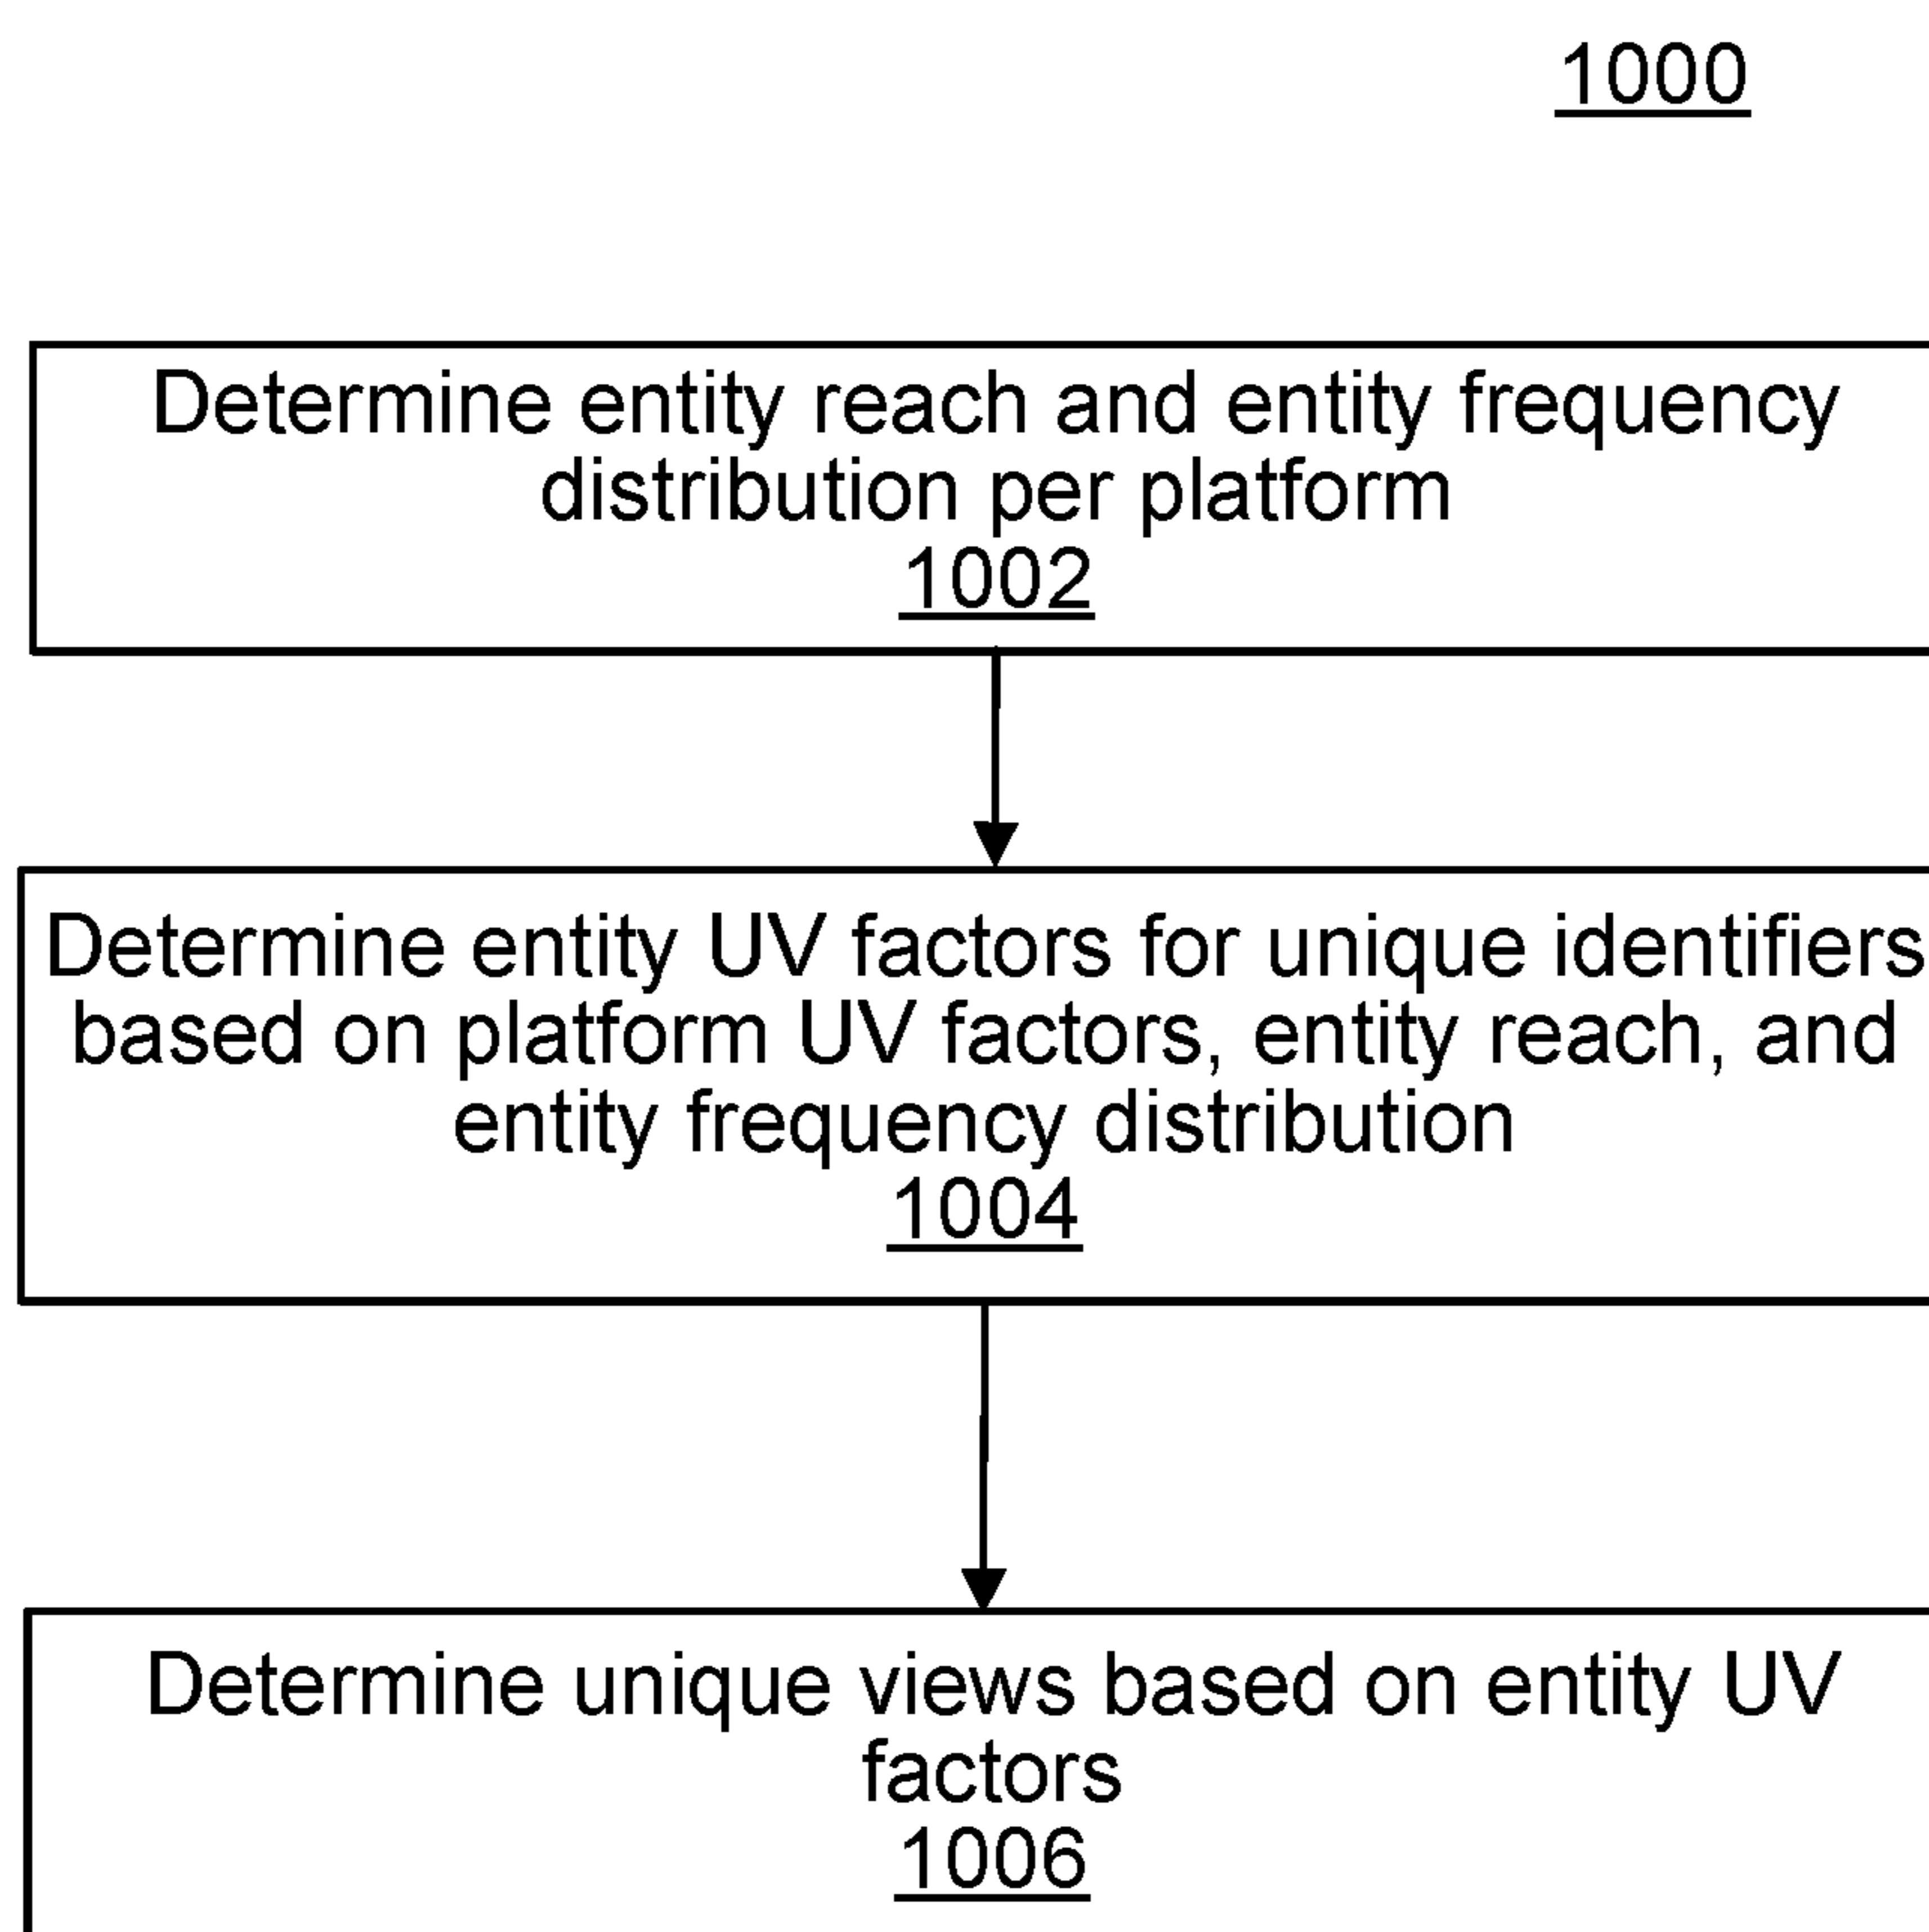 1000
Determine entity reach and entity frequency
distribution per platform
1002
Determine entity UV factors for unique identifiers
based on platform UV factors, entity reach, and
entity frequency distribution
1004
Determine unique views based on entity UV
factors
1006